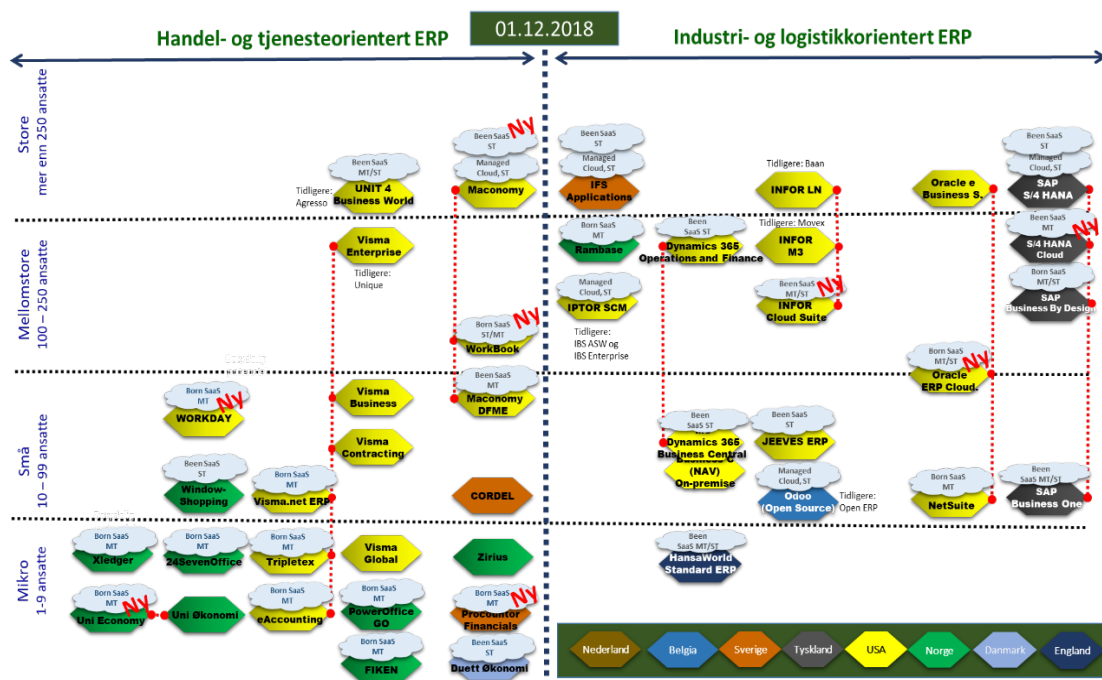 01.12.2018
Handel- og tjenesteorientert ERP
Industri- og logistikkorientert ERP
Store
mer enn 250 ansatte
Been SaaS
MT/ST
Tidligere:
Agresso
UNIT 4
Business World
Been SaaS
ST
Ny
Managed
Cloud, ST
Maconomy
Been SaaS
ST
Managed
Cloud, ST
IFS
Applications
Tidligere: Baan
INFOR LN
Oracle e
Business S.
Been SaaS
ST
Managed
Cloud, ST
SAP
S/4 HANA
Mellomstore
100 – 250 ansatte
Visma
Enterprise
Tidligere:
Unique
Born SaaS
ST/MT
Ny
WorkBook
Born SaaS
MT
Rambase
Been
SaaS ST
Dynamics 365
Operations and Finance
Tidligere: Movex
INFOR
M3
Been SaaS
MT
Ny
S/4 HANA
Cloud
Managed
Cloud, ST
IPTOR SCM
Tidligere:
IBS ASW og
IBS Enterprise
Been SaaS
MT/ST
Ny
INFOR
Cloud Suite
Born SaaS
MT/ST
SAP
Business By Design
Born SaaS
MT/ST
Ny
Oracle
ERP Cloud.
Små
10 – 99 ansatte
Born SaaS
MT
Ny
WORKDAY
Visma
Business
Been SaaS
MT
Maconomy
DFME
Visma
Contracting
Been
SaaS ST
Dynamics 365
Business Central
(NAV)
On-premise
Been SaaS
ST
JEEVES ERP
Been SaaS
ST
Window-
Shopping
Born SaaS
MT
Visma.net ERP
CORDEL
Managed
Cloud, ST
Odoo
(Open Source)
Tidligere:
Open ERP
Born SaaS
MT
NetSuite
Been
SaaS MT/ST
SAP
Business One
Mikro
1-9 ansatte
Born SaaS
MT
Xledger
Born SaaS
MT
24SevenOffice
Born SaaS
MT
Tripletex
Visma
Global
Zirius
Been
SaaS MT/ST
HansaWorld
Standard ERP
Born SaaS
MT
Ny
Uni Economy
Uni Økonomi
Born SaaS
MT
eAccounting
Born SaaS
MT
PowerOffice
GO
Born SaaS
MT
Ny
Procountor
Financials
Born SaaS
MT
FIKEN
Been SaaS
ST
Duett Økonomi
Nederland
Belgia
Sverige
Tyskland
USA
Norge
Danmark
England